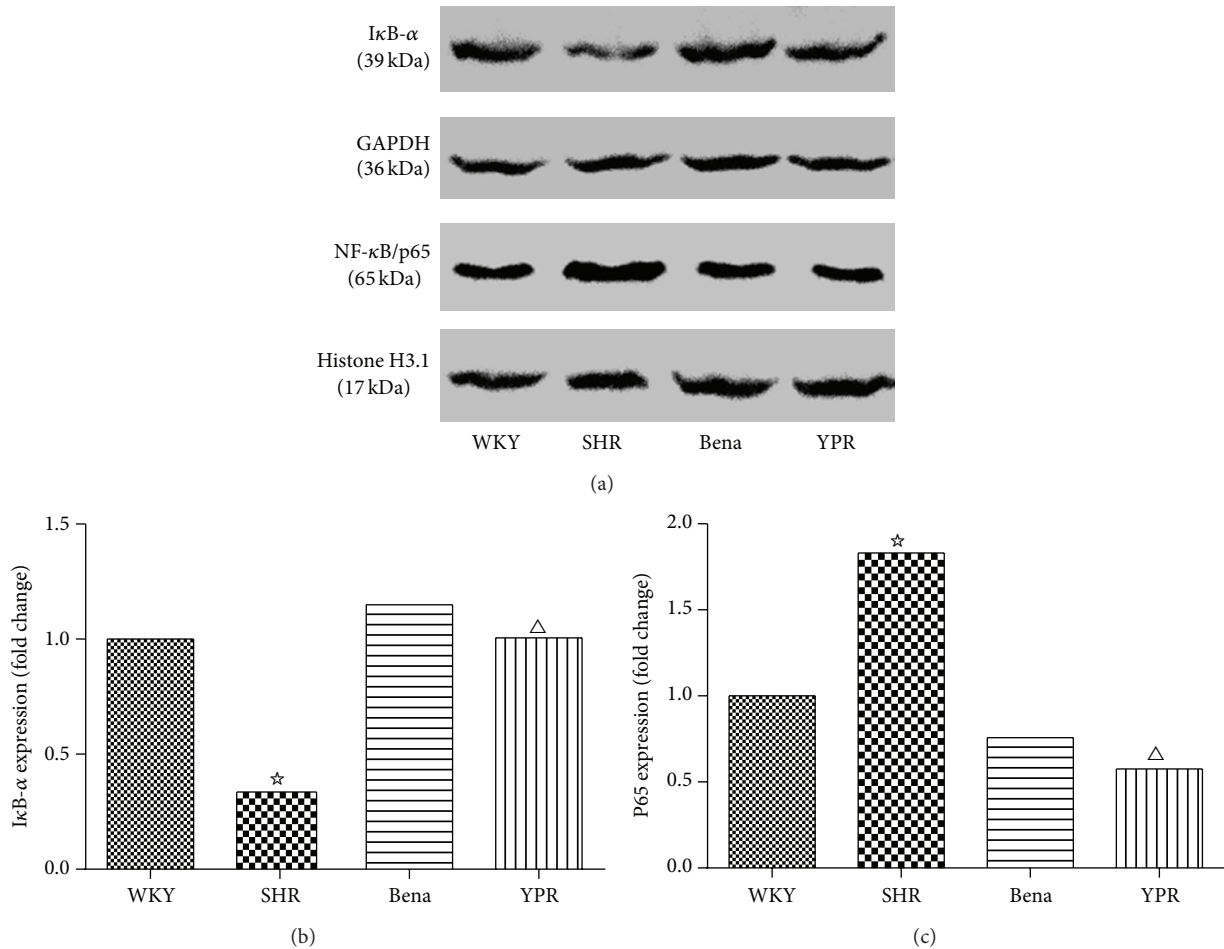 IκB-α
(39 kDa)
GAPDH
(36 kDa)
NF-κB/p65
(65 kDa)
Histone H3.1
(17 kDa)
WKY SHR Bena YPR
(a)
IκB-α expression (fold change)
1.5
1.0
0.5
0.0
☆
△
WKY SHR Bena YPR
(b)
P65 expression (fold change)
2.0
1.5
1.0
0.5
0.0
☆
△
WKY SHR Bena YPR
(c)